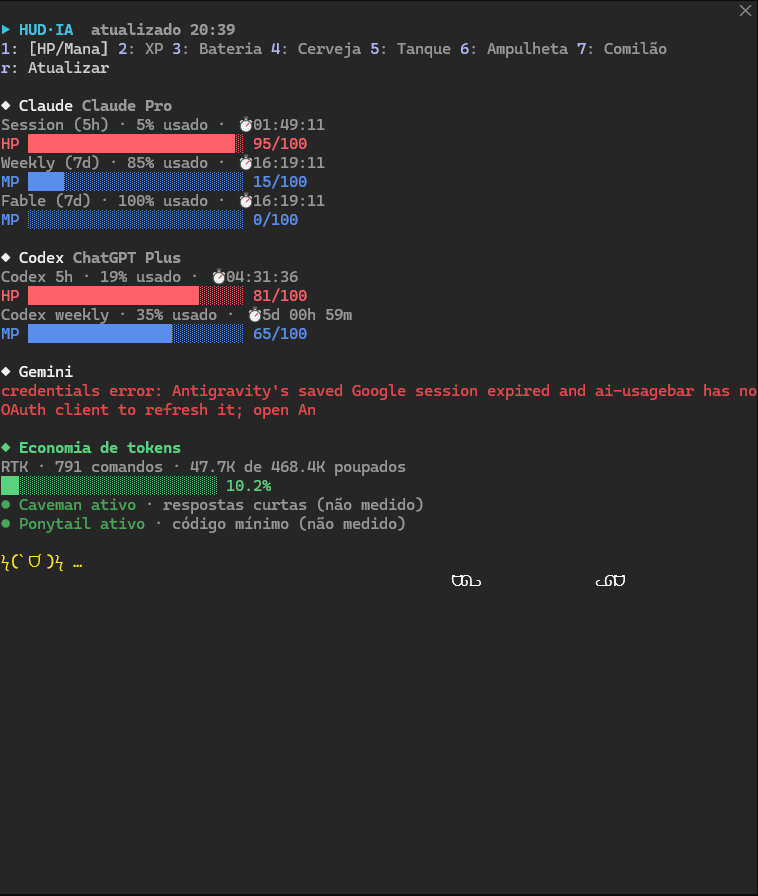 ▶ HUD·IA atualizado 20:39
1: [HP/Mana] 2: XP 3: Bateria 4: Cerveja 5: Tanque 6: Ampulheta 7: Comilão
r: Atualizar
◆ Claude Claude Pro
Session (5h) · 5% usado · ⏱01:49:11
HP 95/100
Weekly (7d) · 85% usado · ⏱16:19:11
MP 15/100
Fable (7d) · 100% usado · ⏱16:19:11
MP 0/100
◆ Codex ChatGPT Plus
Codex 5h · 19% usado · ⏱04:31:36
HP 81/100
Codex weekly · 35% usado · ⏱5d 00h 59m
MP 65/100
◆ Gemini
credentials error: Antigravity's saved Google session expired and ai-usagebar has no
OAuth client to refresh it; open An
◆ Economia de tokens
RTK · 791 comandos · 47.7K de 468.4K poupados
10.2%
● Caveman ativo · respostas curtas (não medido)
● Ponytail ativo · código mínimo (não medido)